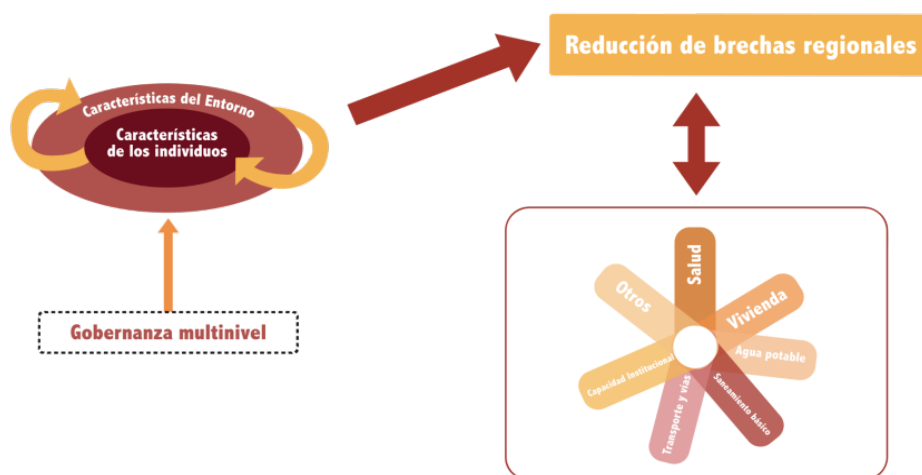 Reducción de brechas regionales
Características del Entorno
Características
de los individuos
Gobernanza multinivel
Salud
Vivienda
Agua potable
Saneamiento básico
Transporte y vías
Capacidad Institucional
Otros